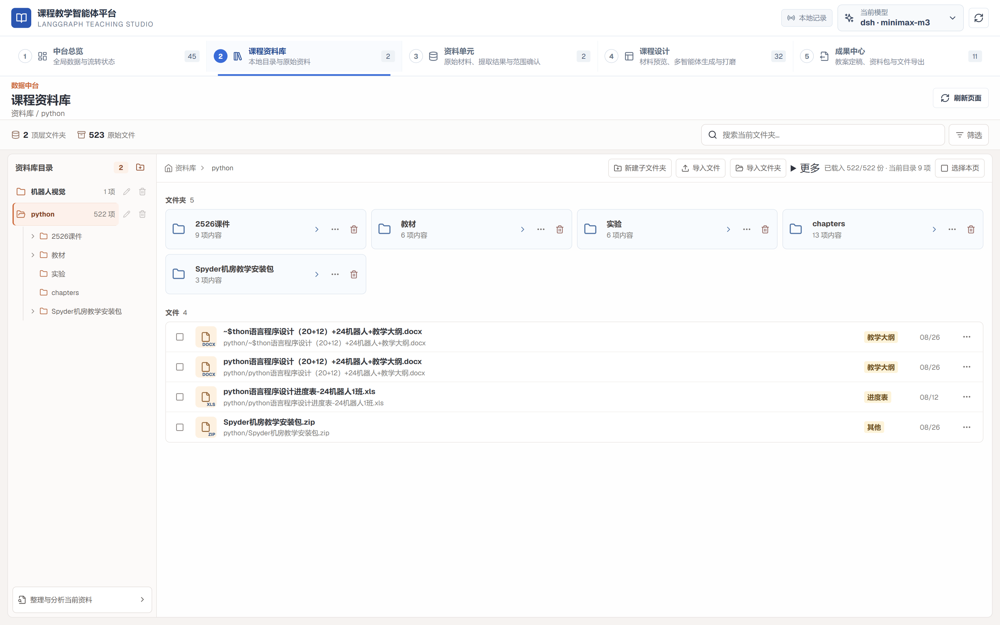 课程教学智能体平台
LANGGRAPH TEACHING STUDIO
本地记录
当前模型
dsh · minimax-m3
1
中台总览
全局数据与流转状态
45
2
课程资料库
本地目录与原始资料
2
3
资料单元
原始材料、提取结果与范围确认
2
4
课程设计
材料预览、多智能体生成与打磨
32
5
成果中心
教案定稿、资料包与文件导出
11
数据中台
课程资料库
资料库 / python
刷新页面
2 顶层文件夹
523 原始文件
搜索当前文件夹...
筛选
资料库目录
2
机器人视觉
1 项
python
522 项
2526课件
教材
实验
chapters
Spyder机房教学安装包
整理与分析当前资料
资料库
python
新建子文件夹
导入文件
导入文件夹
更多
已载入 522/522 份 · 当前目录 9 项
选择本页
文件夹 5
2526课件
9 项内容
教材
6 项内容
实验
6 项内容
chapters
13 项内容
Spyder机房教学安装包
3 项内容
文件 4
DOCX
~$thon语言程序设计（20+12）+24机器人+教学大纲.docx
python/~$thon语言程序设计（20+12）+24机器人+教学大纲.docx
教学大纲
08/26
DOCX
python语言程序设计（20+12）+24机器人+教学大纲.docx
python/python语言程序设计（20+12）+24机器人+教学大纲.docx
教学大纲
08/26
XLS
python语言程序设计进度表-24机器人1班.xls
python/python语言程序设计进度表-24机器人1班.xls
进度表
08/12
ZIP
Spyder机房教学安装包.zip
python/Spyder机房教学安装包.zip
其他
08/26